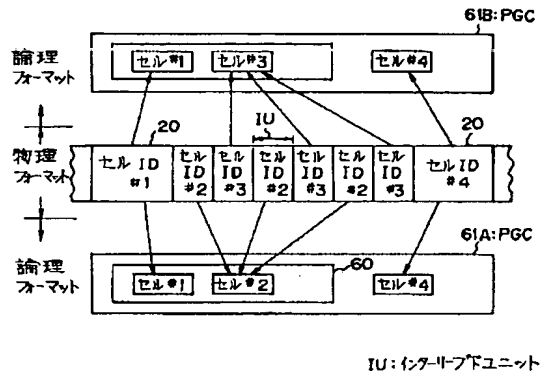 61B:PGC
論理
フォーマット
セル#1 セル#3 セル#4
20 IU 20
物理
フォーマット
セル ID #1
セル ID #2
セル ID #3
セル ID #2
セル ID #3
セル ID #2
セル ID #3
セル ID #4
61A:PGC
論理
フォーマット
60
セル#1 セル#2 セル#4
IU:インターリーブドユニット